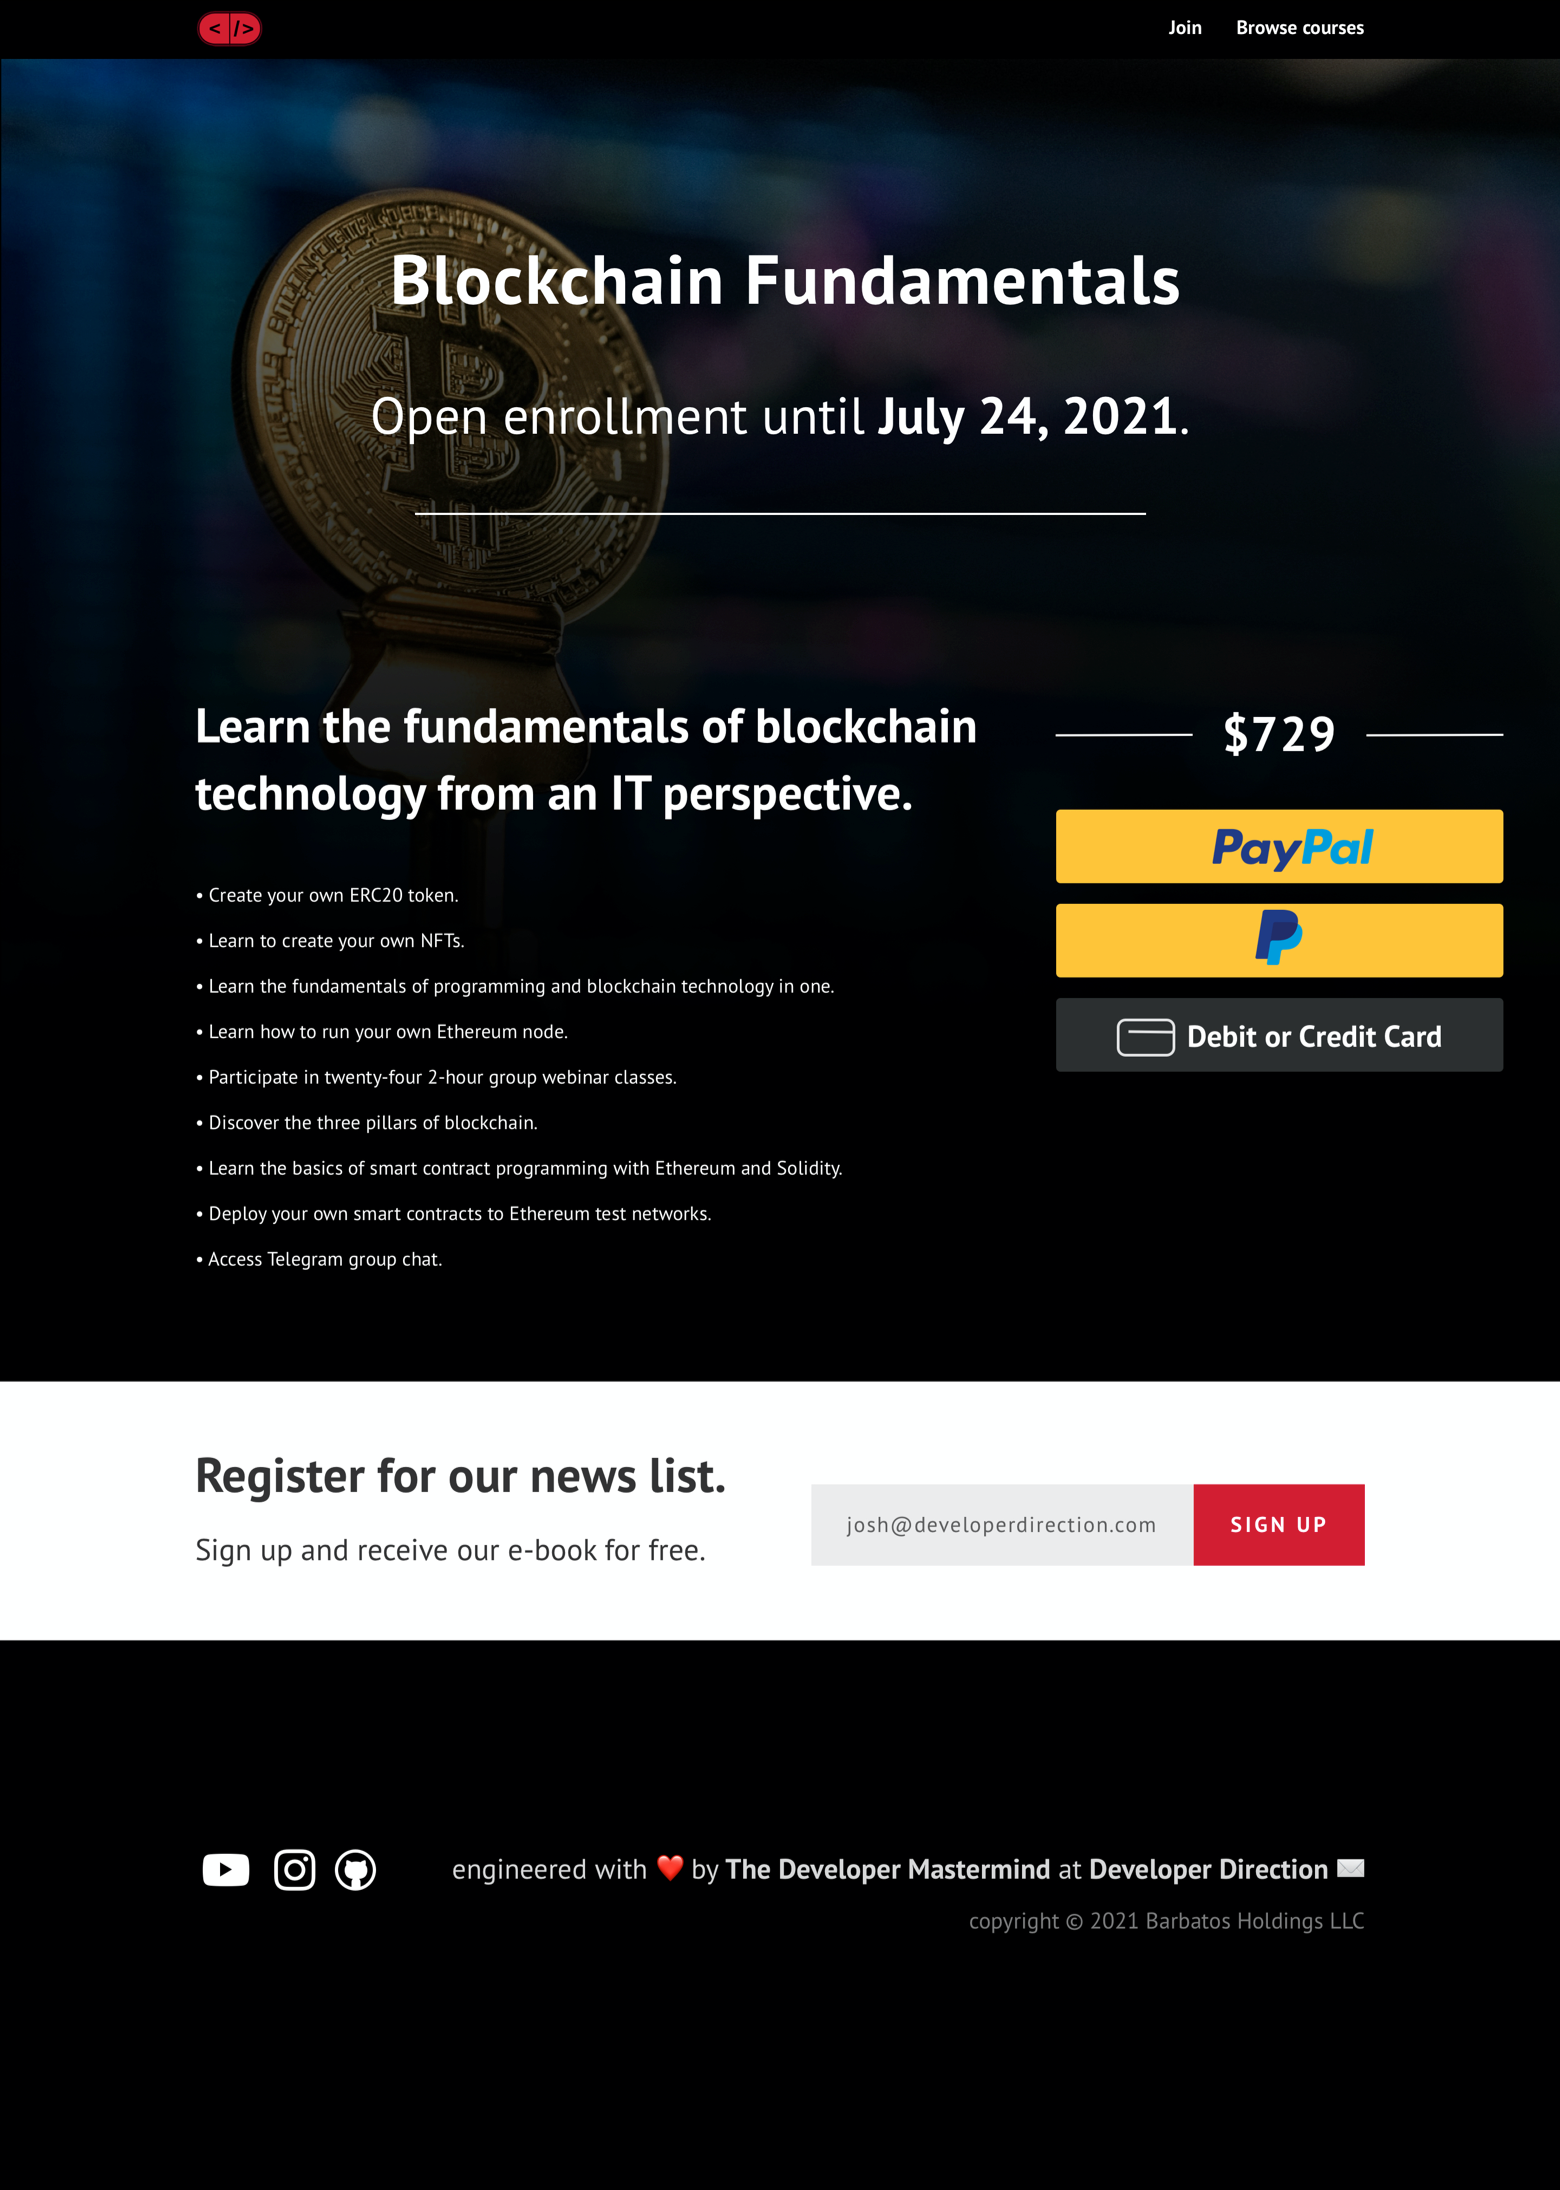 < / >
Join
Browse courses
Blockchain Fundamentals
Open enrollment until July 24, 2021.
Learn the fundamentals of blockchain
technology from an IT perspective.
• Create your own ERC20 token.
• Learn to create your own NFTs.
• Learn the fundamentals of programming and blockchain technology in one.
• Learn how to run your own Ethereum node.
• Participate in twenty-four 2-hour group webinar classes.
• Discover the three pillars of blockchain.
• Learn the basics of smart contract programming with Ethereum and Solidity.
• Deploy your own smart contracts to Ethereum test networks.
• Access Telegram group chat.
$729
PayPal
Debit or Credit Card
Register for our news list.
Sign up and receive our e-book for free.
josh@developerdirection.com
SIGN UP
engineered with ❤️ by The Developer Mastermind at Developer Direction ✉️
copyright © 2021 Barbatos Holdings LLC